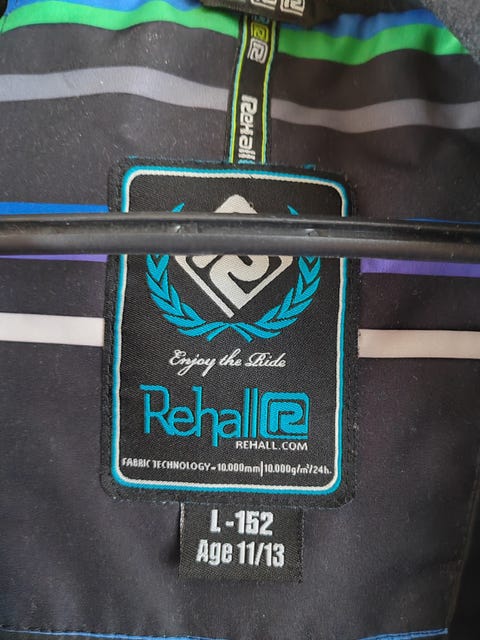 Rehall
Enjoy the Ride
Rehall
REHALL.COM
FABRIC TECHNOLOGY - 10.000mm | 10.000g/m²/24h.
L - 152
Age 11/13